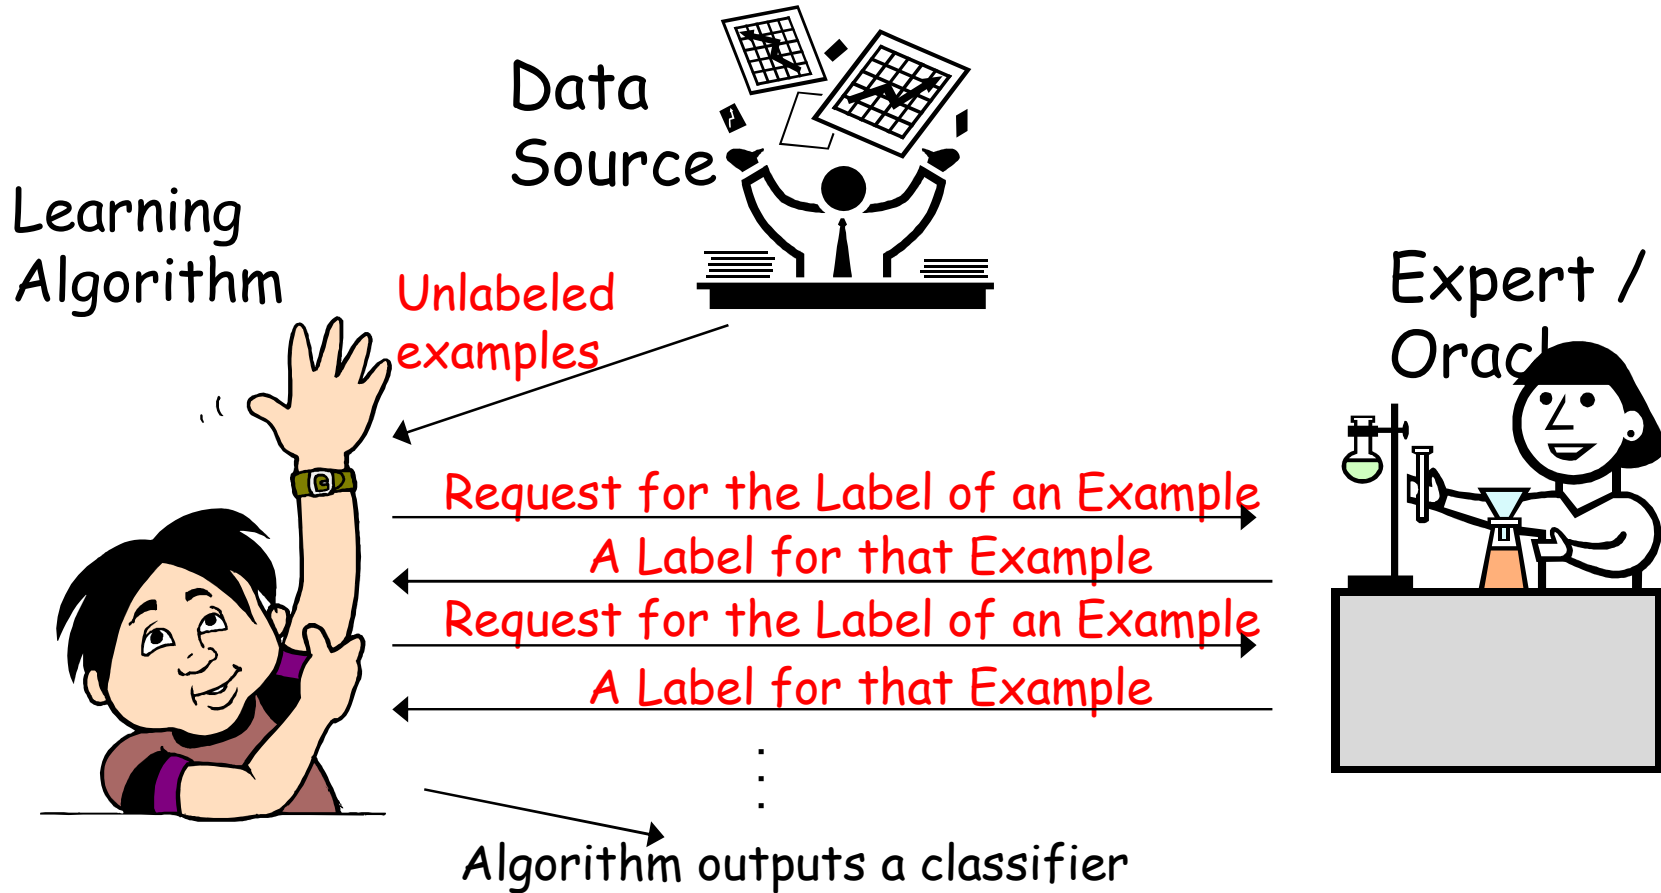 Data
Source
Learning
Algorithm
Unlabeled
examples
Expert /
Request for the Label of an Example
A Label for that Example
Request for the Label of an Example
A Label for that Example
Algorithm outputs a classifier